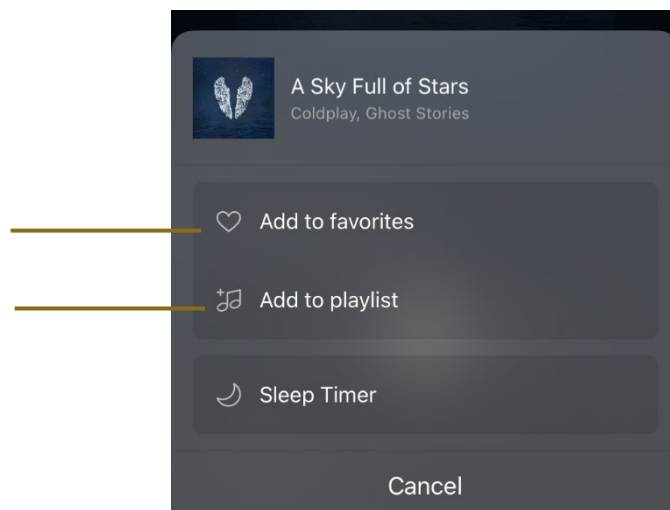 A Sky Full of Stars
Coldplay, Ghost Stories
Add to favorites
Add to playlist
Sleep Timer
Cancel